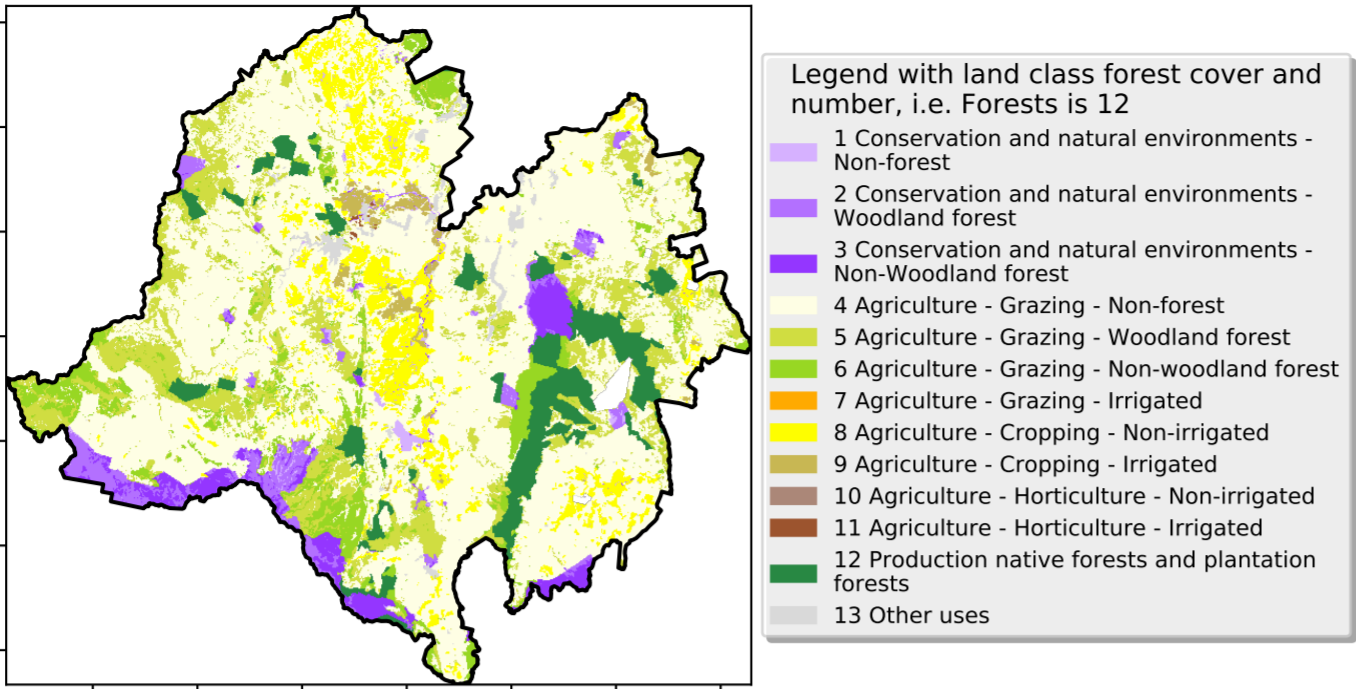 Legend with land class forest cover and
number, i.e. Forests is 12
1 Conservation and natural environments -
Non-forest
2 Conservation and natural environments -
Woodland forest
3 Conservation and natural environments -
Non-Woodland forest
4 Agriculture - Grazing - Non-forest
5 Agriculture - Grazing - Woodland forest
6 Agriculture - Grazing - Non-woodland forest
7 Agriculture - Grazing - Irrigated
8 Agriculture - Cropping - Non-irrigated
9 Agriculture - Cropping - Irrigated
10 Agriculture - Horticulture - Non-irrigated
11 Agriculture - Horticulture - Irrigated
12 Production native forests and plantation
forests
13 Other uses